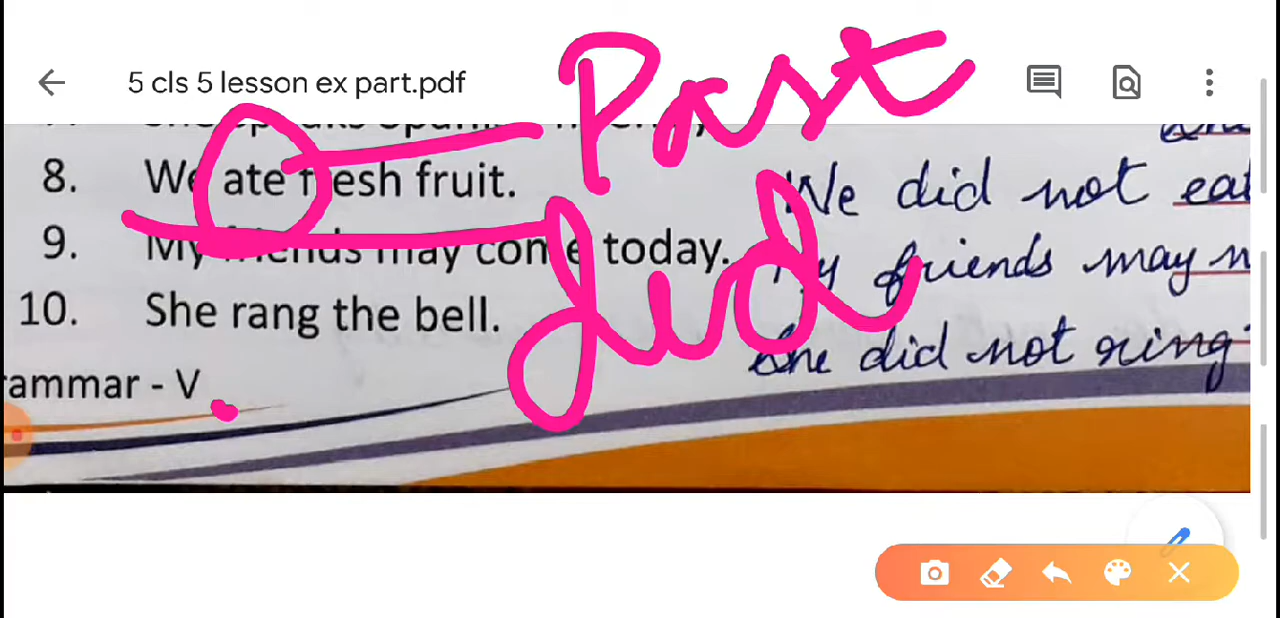 5 cls 5 lesson ex part.pdf
Past
8. We ate fresh fruit. We did not eat
did
9. My friends may come today. My friends may n
10. She rang the bell. She did not ring
ammar - V